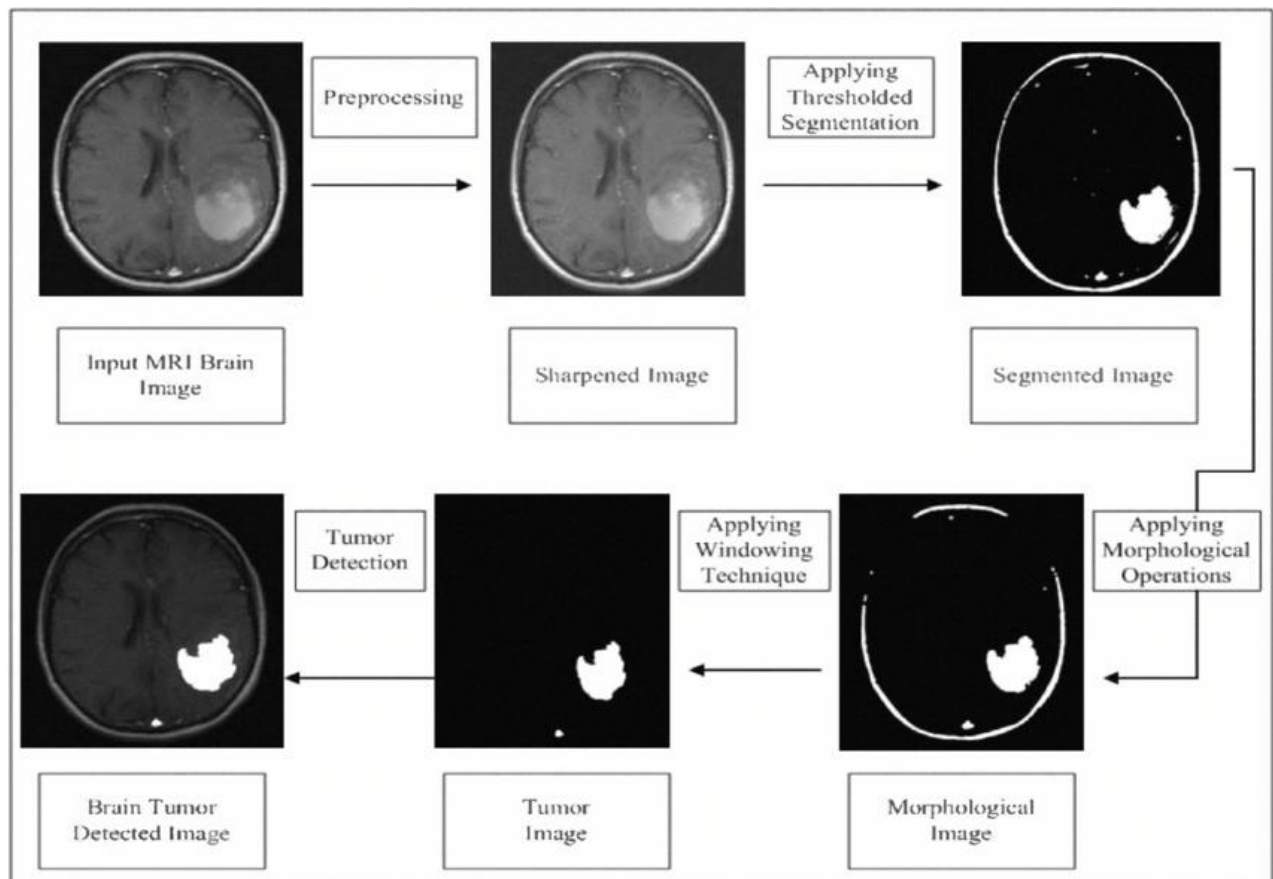 Preprocessing
Applying
Thresholded
Segmentation
Input MRI Brain
Image
Sharpened Image
Segmented Image
Tumor
Detection
Applying
Windowing
Technique
Applying
Morphological
Operations
Brain Tumor
Detected Image
Tumor
Image
Morphological
Image